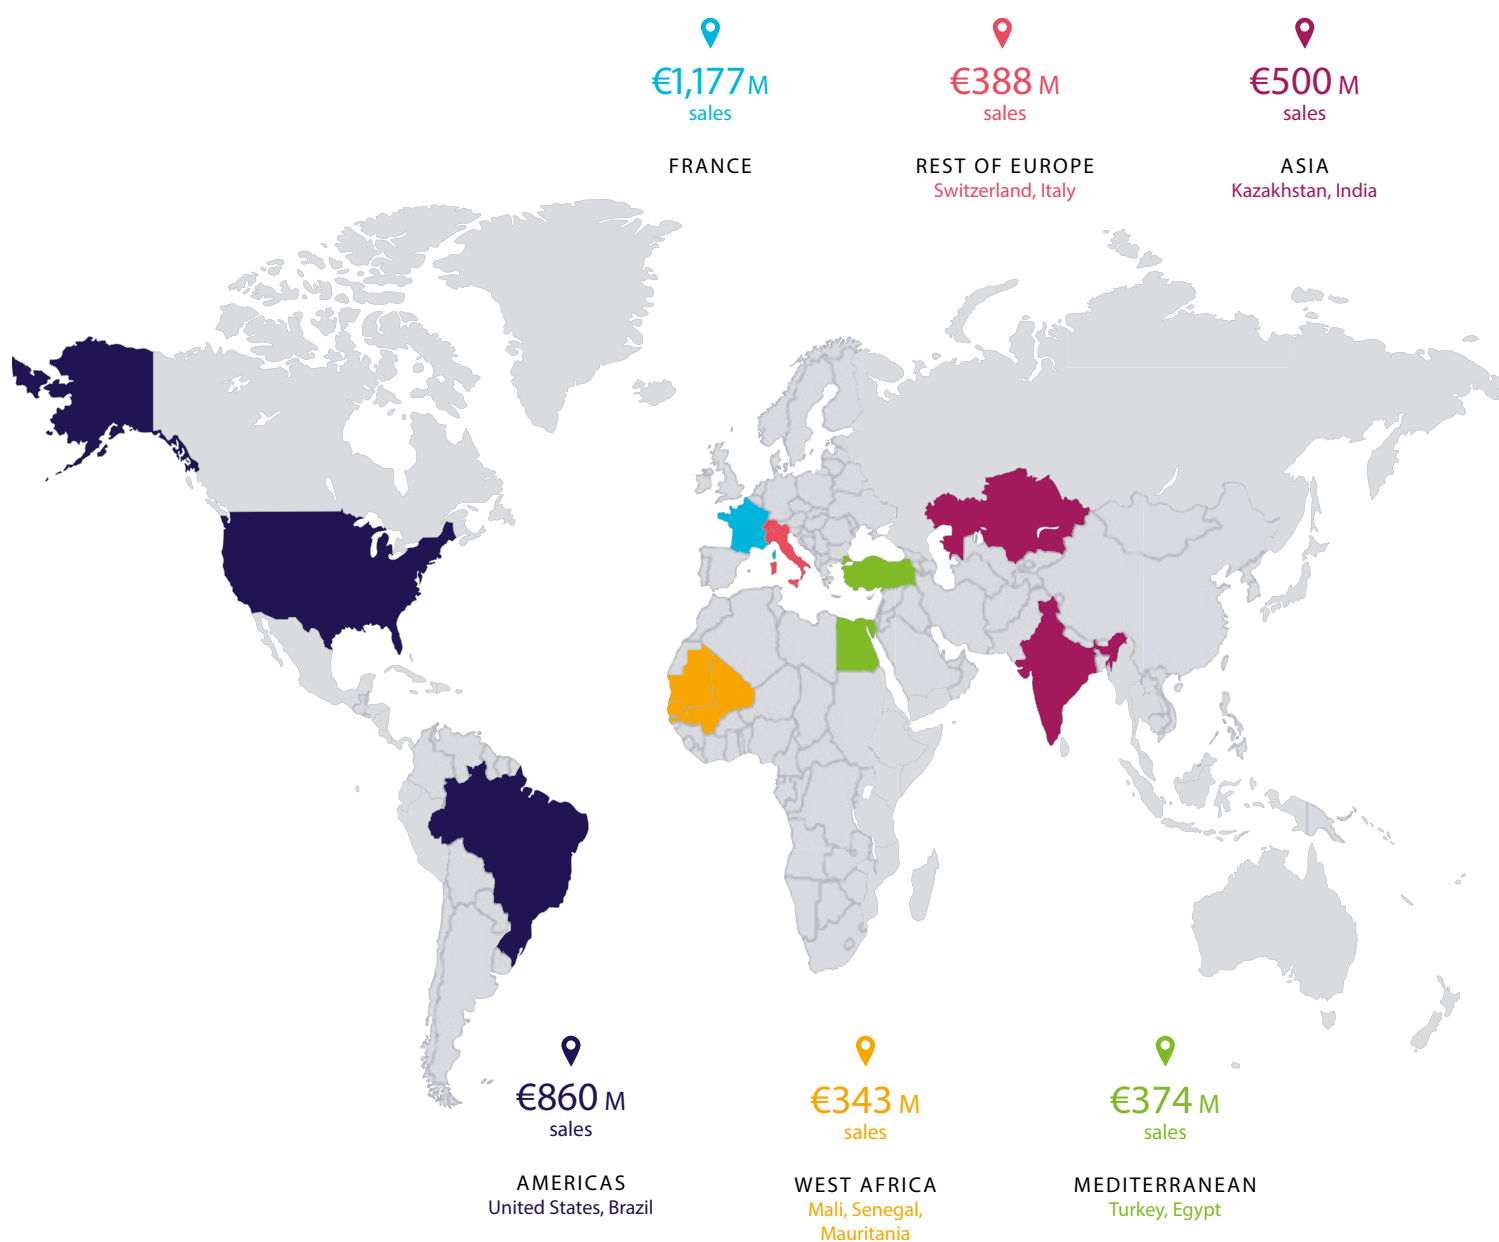 €1,177 M
sales
FRANCE
€388 M
sales
REST OF EUROPE
Switzerland, Italy
€500 M
sales
ASIA
Kazakhstan, India
€860 M
sales
AMERICAS
United States, Brazil
€343 M
sales
WEST AFRICA
Mali, Senegal,
Mauritania
€374 M
sales
MEDITERRANEAN
Turkey, Egypt